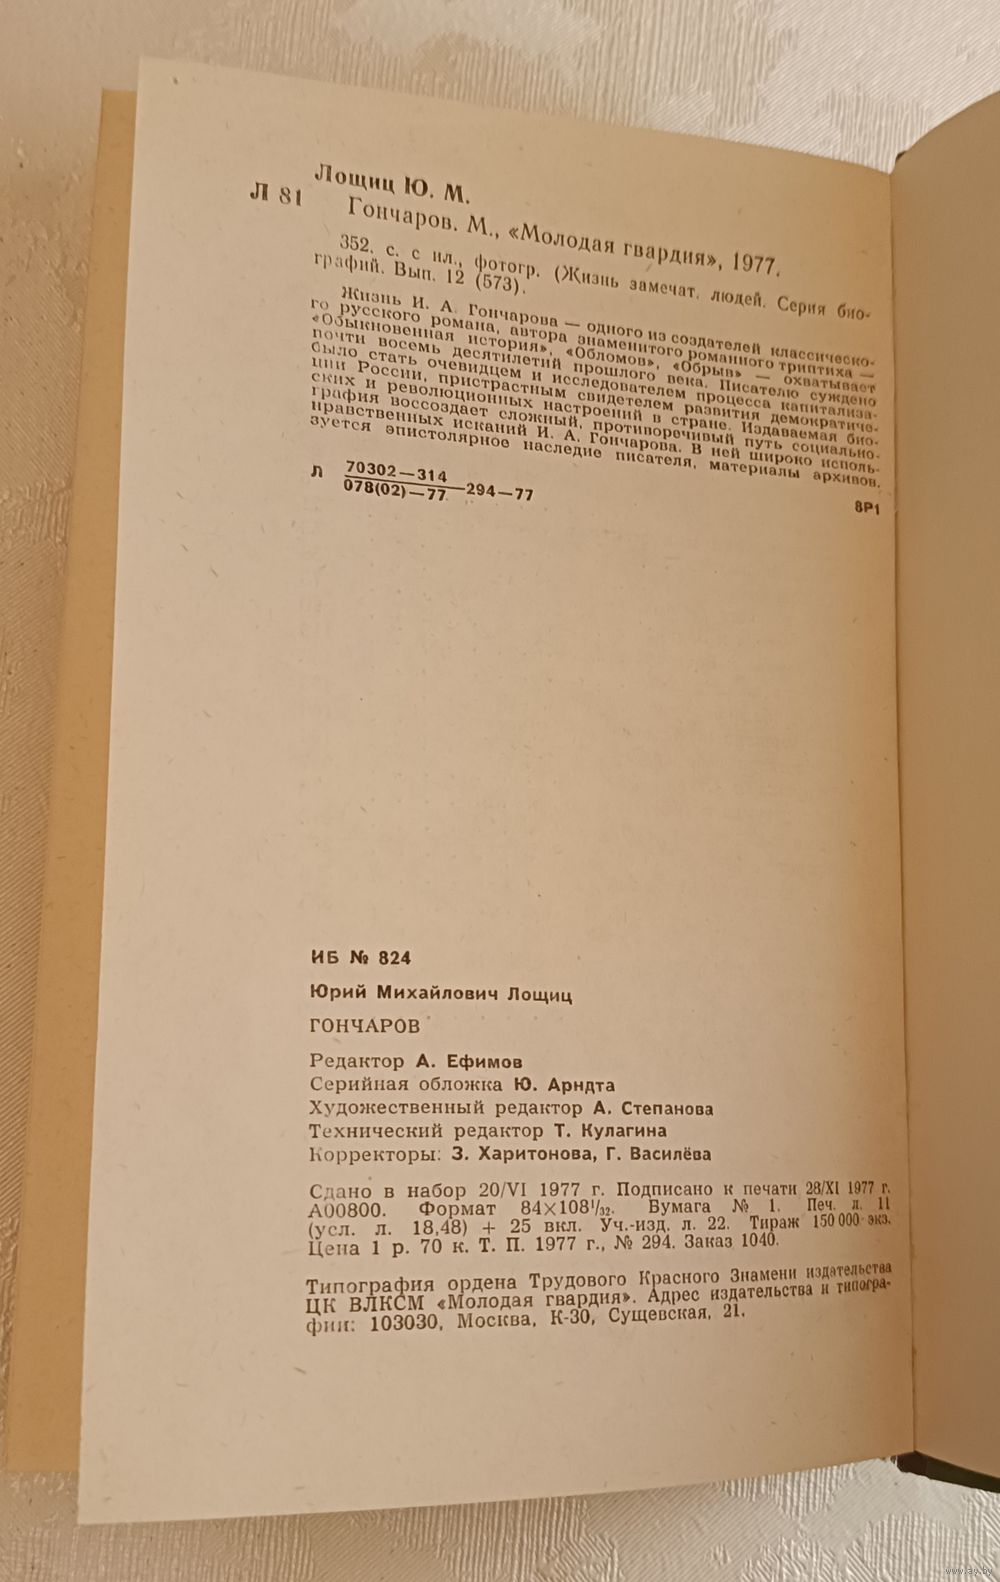 Лощиц Ю. М.
Л 81 Гончаров. М., «Молодая гвардия», 1977.
352. с. с ил., фотогр. (Жизнь замечат. людей. Серия био-
графий. Вып. 12 (573).
Жизнь И. А. Гончарова — одного из создателей классическо-
го русского романа, автора знаменитого романного триптиха —
«Обыкновенная история», «Обломов», «Обрыв» — охватывает
почти восемь десятилетий прошлого века. Писателю суждено
было стать очевидцем и исследователем процесса капитализа-
ции России, пристрастным свидетелем развития демократиче-
ских и революционных настроений в стране. Издаваемая био-
графия воссоздает сложный, противоречивый путь социально-
нравственных исканий И. А. Гончарова. В ней широко исполь-
зуется эпистолярное наследие писателя, материалы архивов.
Л 70302—314
078(02)—77 —294—77
8Р1
ИБ № 824
Юрий Михайлович Лощиц
ГОНЧАРОВ
Редактор А. Ефимов
Серийная обложка Ю. Арндта
Художественный редактор А. Степанова
Технический редактор Т. Кулагина
Корректоры: З. Харитонова, Г. Василёва
Сдано в набор 20/VI 1977 г. Подписано к печати 28/XI 1977 г.
А00800. Формат 84×108¹/₃₂. Бумага № 1. Печ. л. 11
(усл. л. 18,48) + 25 вкл. Уч.-изд. л. 22. Тираж 150 000 экз.
Цена 1 р. 70 к. Т. П. 1977 г., № 294. Заказ 1040.
Типография ордена Трудового Красного Знамени издательства
ЦК ВЛКСМ «Молодая гвардия». Адрес издательства и типогра-
фии: 103030, Москва, К-30, Сущевская, 21.
www.ay.by